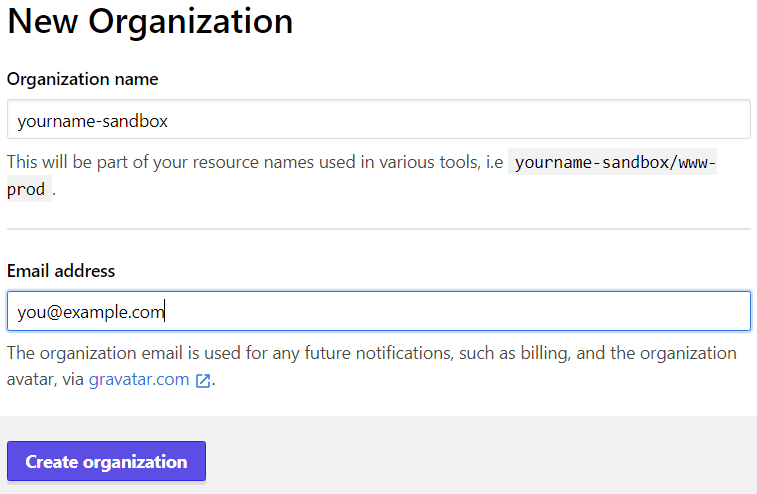 New Organization
Organization name
yourname-sandbox
This will be part of your resource names used in various tools, i.e yourname-sandbox/www-
prod .
Email address
you@example.com
The organization email is used for any future notifications, such as billing, and the organization
avatar, via gravatar.com.
Create organization